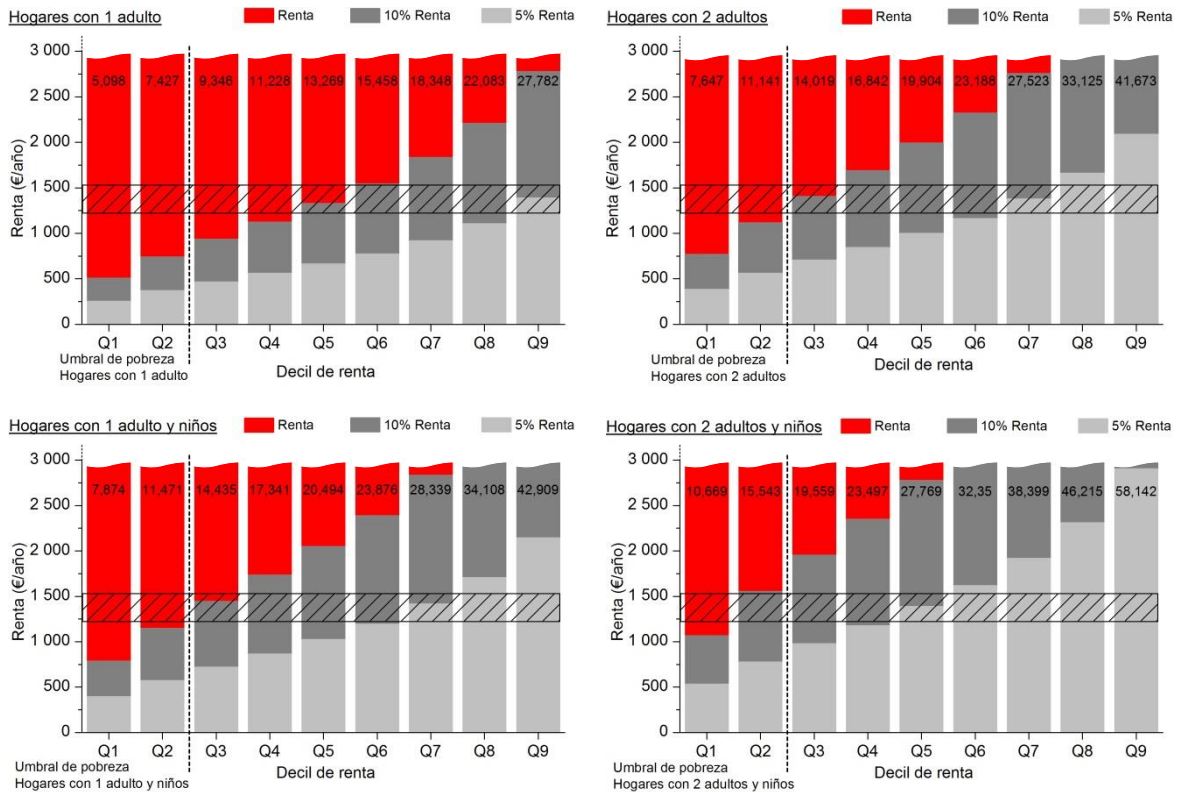 Hogares con 1 adulto
Renta 10% Renta 5% Renta
Renta (€/año)
3 000
2 500
2 000
1 500
1 000
500
0
5,098 7,427 9,346 11,228 13,269 15,458 18,348 22,083 27,782
Q1 Q2 Q3 Q4 Q5 Q6 Q7 Q8 Q9
Umbral de pobreza
Hogares con 1 adulto
Decil de renta
Hogares con 2 adultos
Renta 10% Renta 5% Renta
Renta (€/año)
3 000
2 500
2 000
1 500
1 000
500
0
7,647 11,141 14,019 16,842 19,904 23,188 27,523 33,125 41,673
Q1 Q2 Q3 Q4 Q5 Q6 Q7 Q8 Q9
Umbral de pobreza
Hogares con 2 adultos
Decil de renta
Hogares con 1 adulto y niños
Renta 10% Renta 5% Renta
Renta (€/año)
3 000
2 500
2 000
1 500
1 000
500
0
7,874 11,471 14,435 17,341 20,494 23,876 28,339 34,108 42,909
Q1 Q2 Q3 Q4 Q5 Q6 Q7 Q8 Q9
Umbral de pobreza
Hogares con 1 adulto y niños
Decil de renta
Hogares con 2 adultos y niños
Renta 10% Renta 5% Renta
Renta (€/año)
3 000
2 500
2 000
1 500
1 000
500
0
10,669 15,543 19,559 23,497 27,769 32,35 38,399 46,215 58,142
Q1 Q2 Q3 Q4 Q5 Q6 Q7 Q8 Q9
Umbral de pobreza
Hogares con 2 adultos y niños
Decil de renta